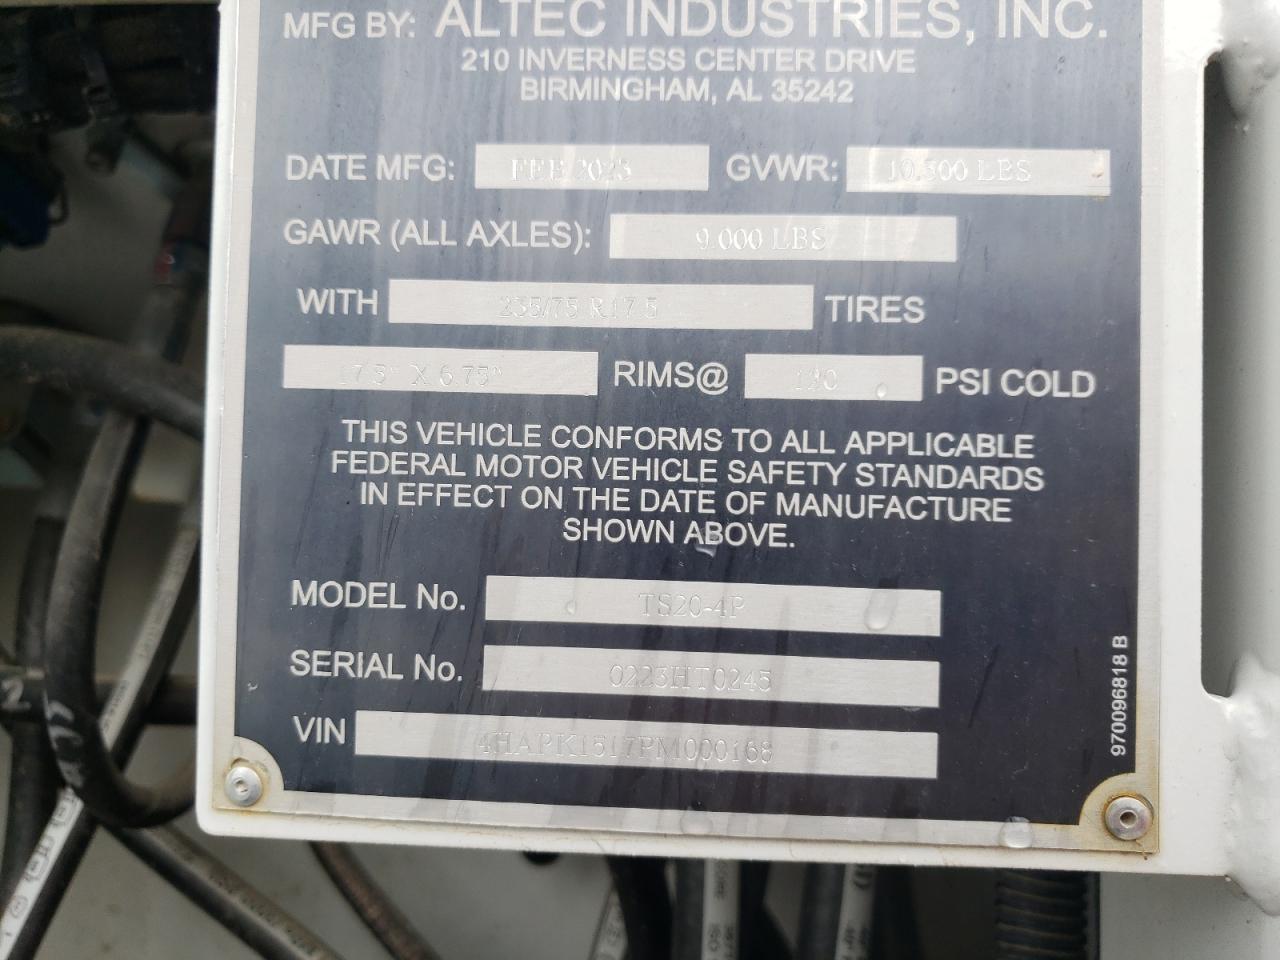 MFG BY: ALTEC INDUSTRIES, INC.
210 INVERNESS CENTER DRIVE
BIRMINGHAM, AL 35242
DATE MFG: FEB 2023 GVWR: 10,500 LBS
GAWR (ALL AXLES): 9,000 LBS
WITH 235/75 R17.5 TIRES
17.5" X 6.75" RIMS@ 120 PSI COLD
THIS VEHICLE CONFORMS TO ALL APPLICABLE
FEDERAL MOTOR VEHICLE SAFETY STANDARDS
IN EFFECT ON THE DATE OF MANUFACTURE
SHOWN ABOVE.
MODEL No. TS20-4P
SERIAL No. 0223HT0245
VIN 4HAPK1517PM000168
970096818 B